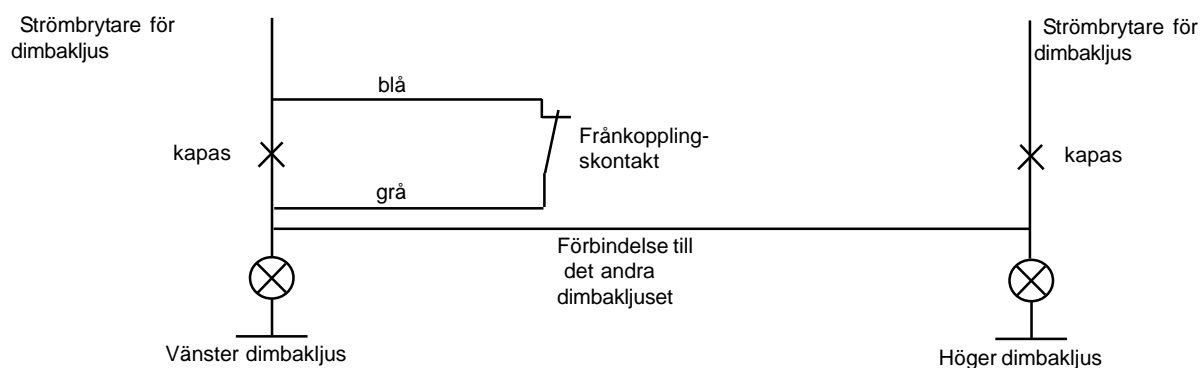 Strömbrytare för
dimbakljus
Strömbrytare för
dimbakljus
blå
Frånkoppling-
skontakt
kapas
kapas
grå
Förbindelse till
det andra
dimbakljuset
Vänster dimbakljus
Höger dimbakljus